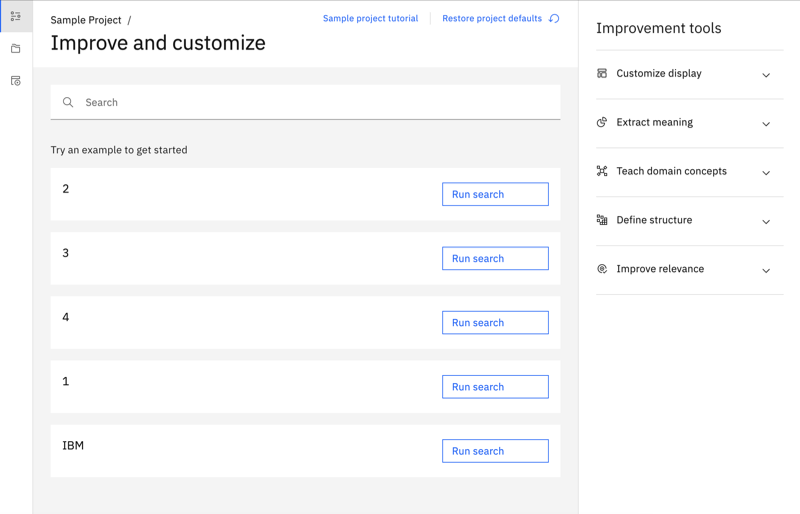 Sample Project /
Sample project tutorial
Restore project defaults
Improve and customize
Search
Try an example to get started
2
Run search
3
Run search
4
Run search
1
Run search
IBM
Run search
Improvement tools
Customize display
Extract meaning
Teach domain concepts
Define structure
Improve relevance